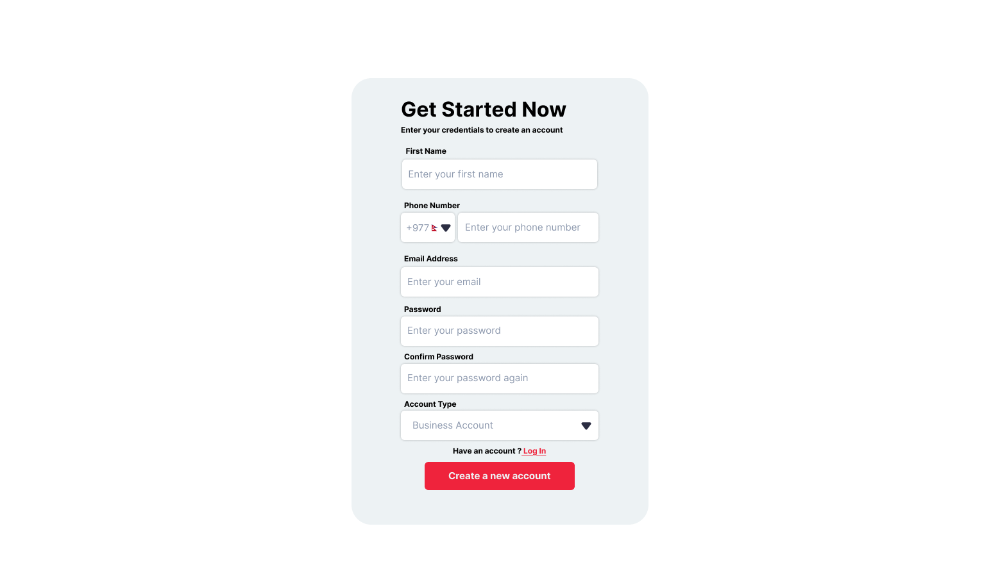 Get Started Now
Enter your credentials to create an account
First Name
Enter your first name
Phone Number
+977 Enter your phone number
Email Address
Enter your email
Password
Enter your password
Confirm Password
Enter your password again
Account Type
Business Account
Have an account ? Log In
Create a new account